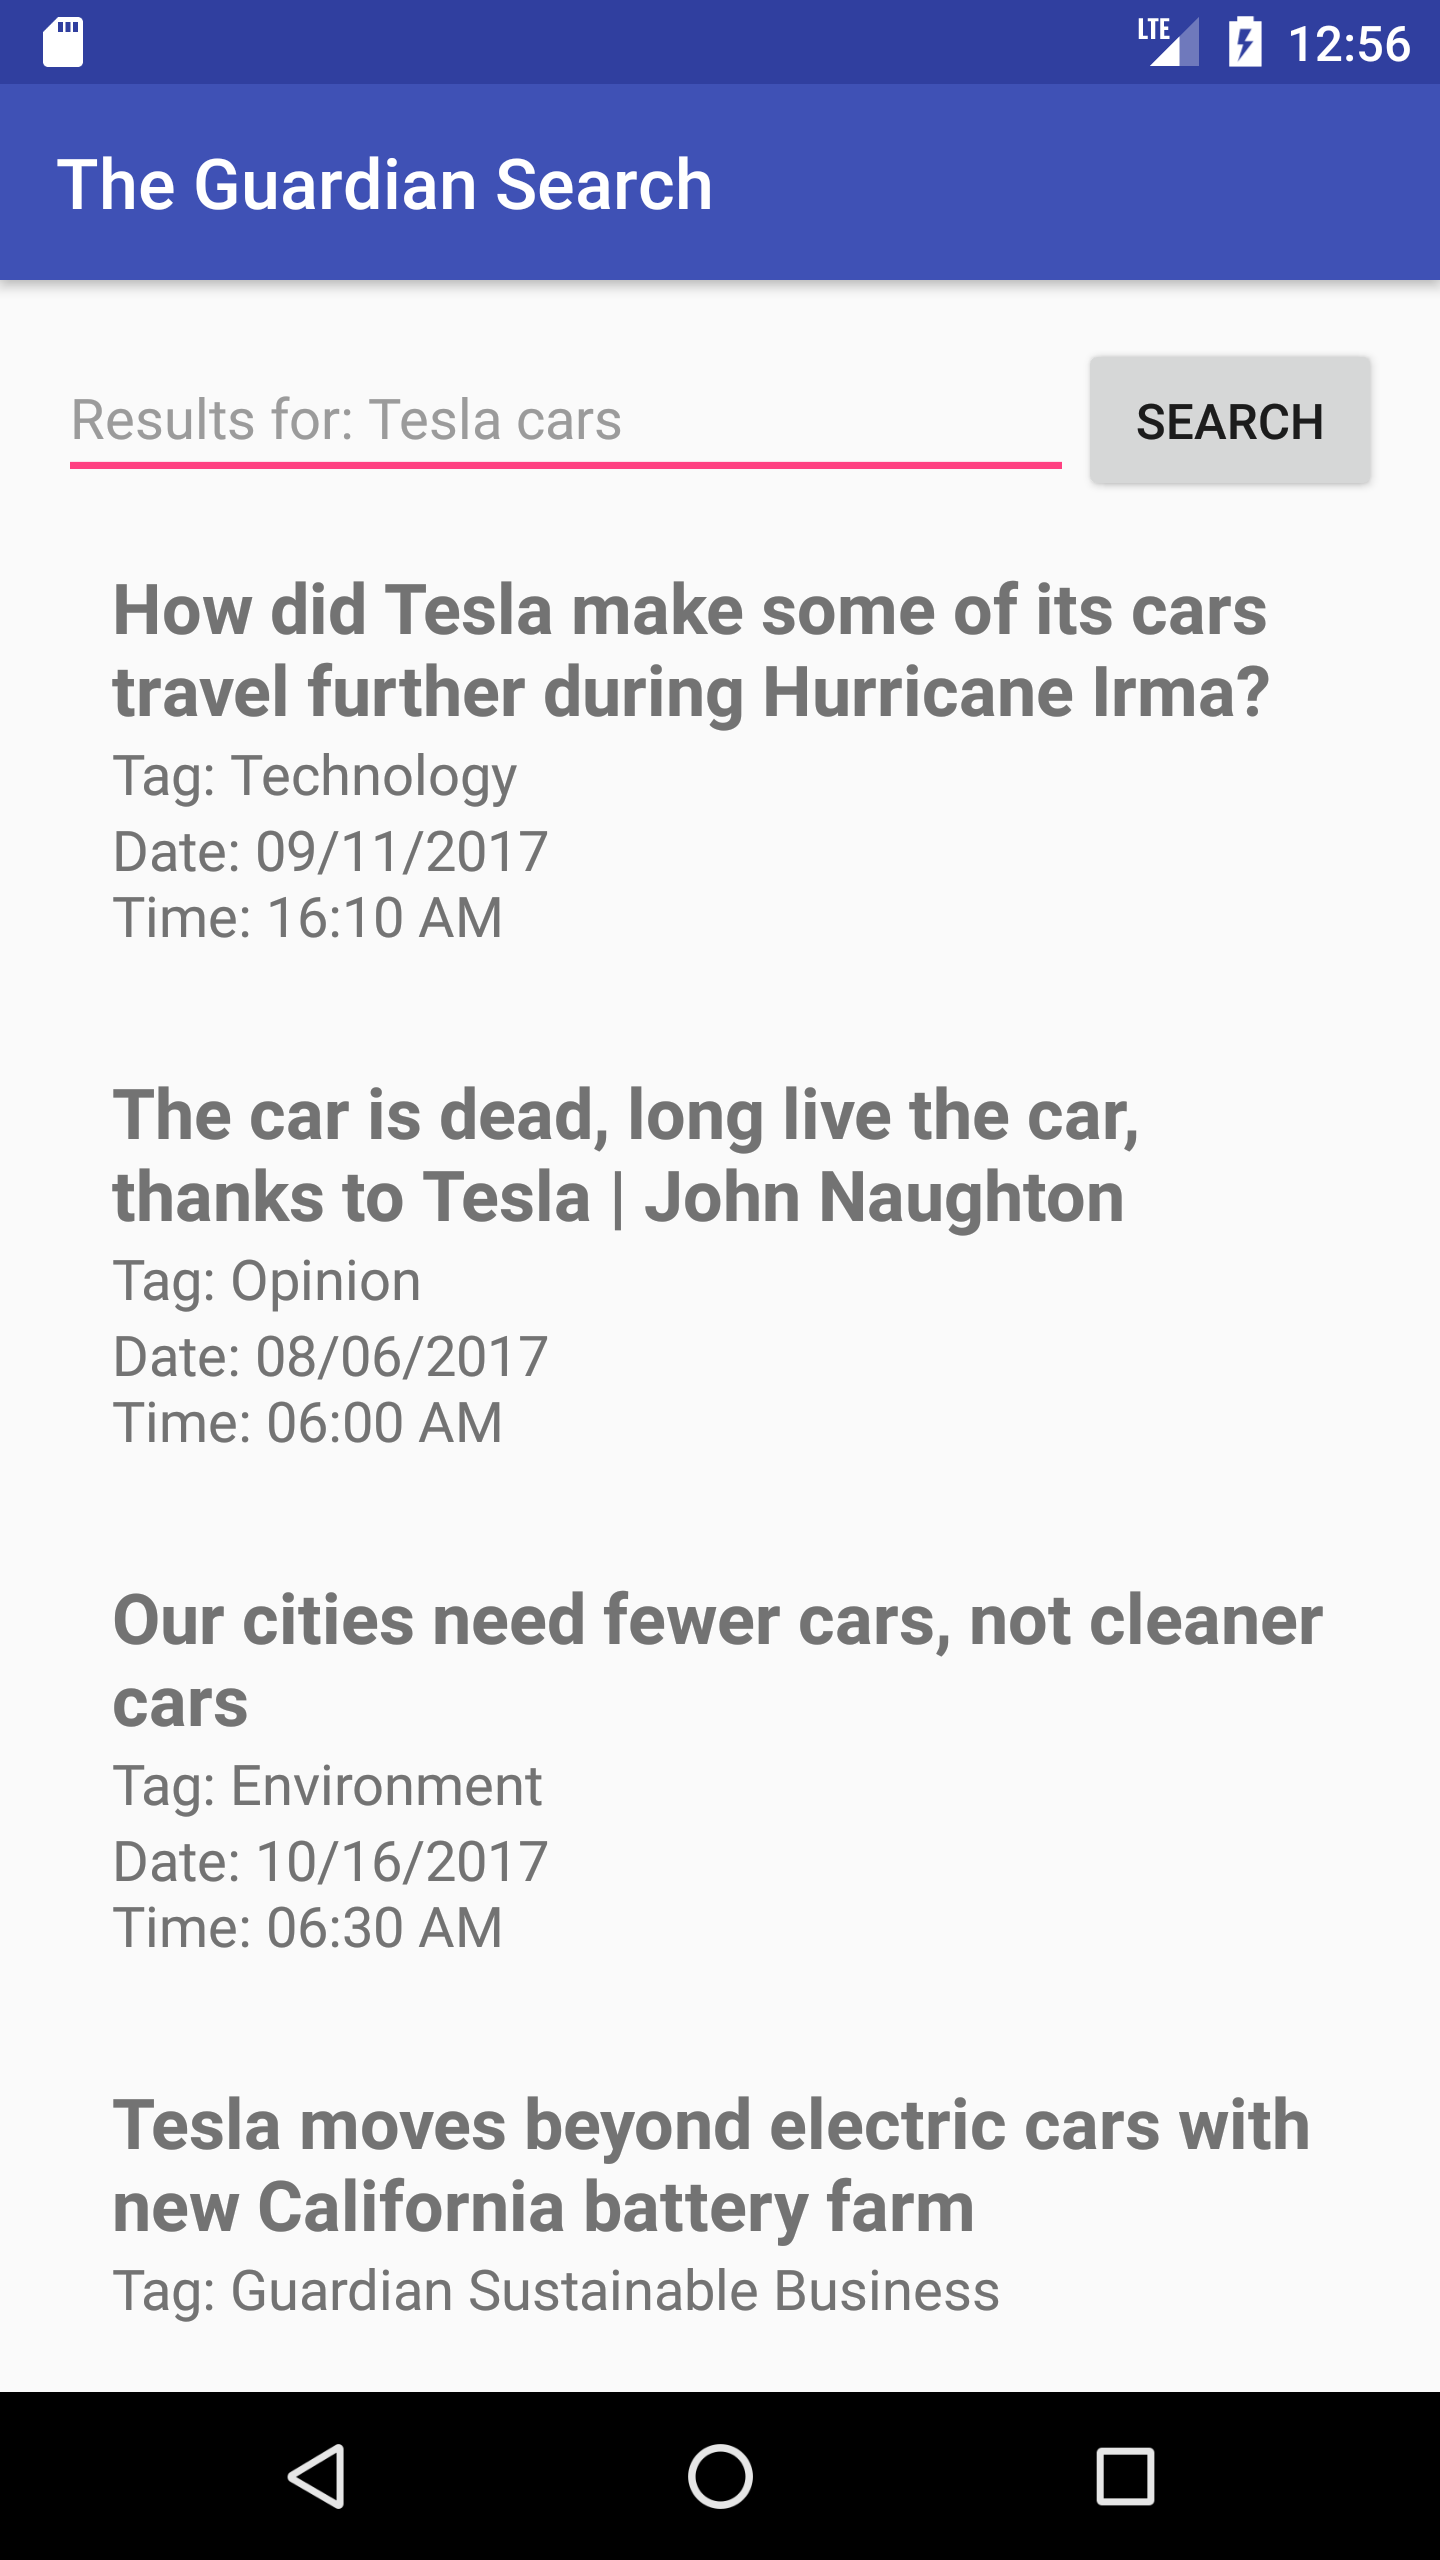 LTE 12:56
The Guardian Search
Results for: Tesla cars
SEARCH
How did Tesla make some of its cars
travel further during Hurricane Irma?
Tag: Technology
Date: 09/11/2017
Time: 16:10 AM
The car is dead, long live the car,
thanks to Tesla | John Naughton
Tag: Opinion
Date: 08/06/2017
Time: 06:00 AM
Our cities need fewer cars, not cleaner
cars
Tag: Environment
Date: 10/16/2017
Time: 06:30 AM
Tesla moves beyond electric cars with
new California battery farm
Tag: Guardian Sustainable Business